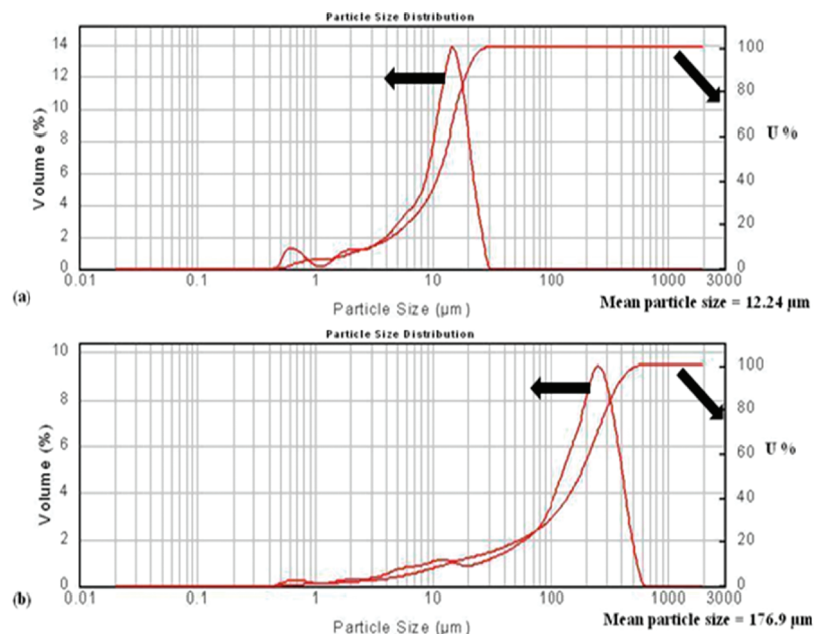 Particle Size Distribution
14
12
10
8
6
4
2
0
Volume (%)
100
80
60
40
20
0
U %
0.01 0.1 1 10 100 1000 3000
(a)
Particle Size (µm)
Mean particle size = 12.24 µm
Particle Size Distribution
10
8
6
4
2
0
Volume (%)
100
80
60
40
20
0
U %
0.01 0.1 1 10 100 1000 3000
(b)
Particle Size (µm)
Mean particle size = 176.9 µm